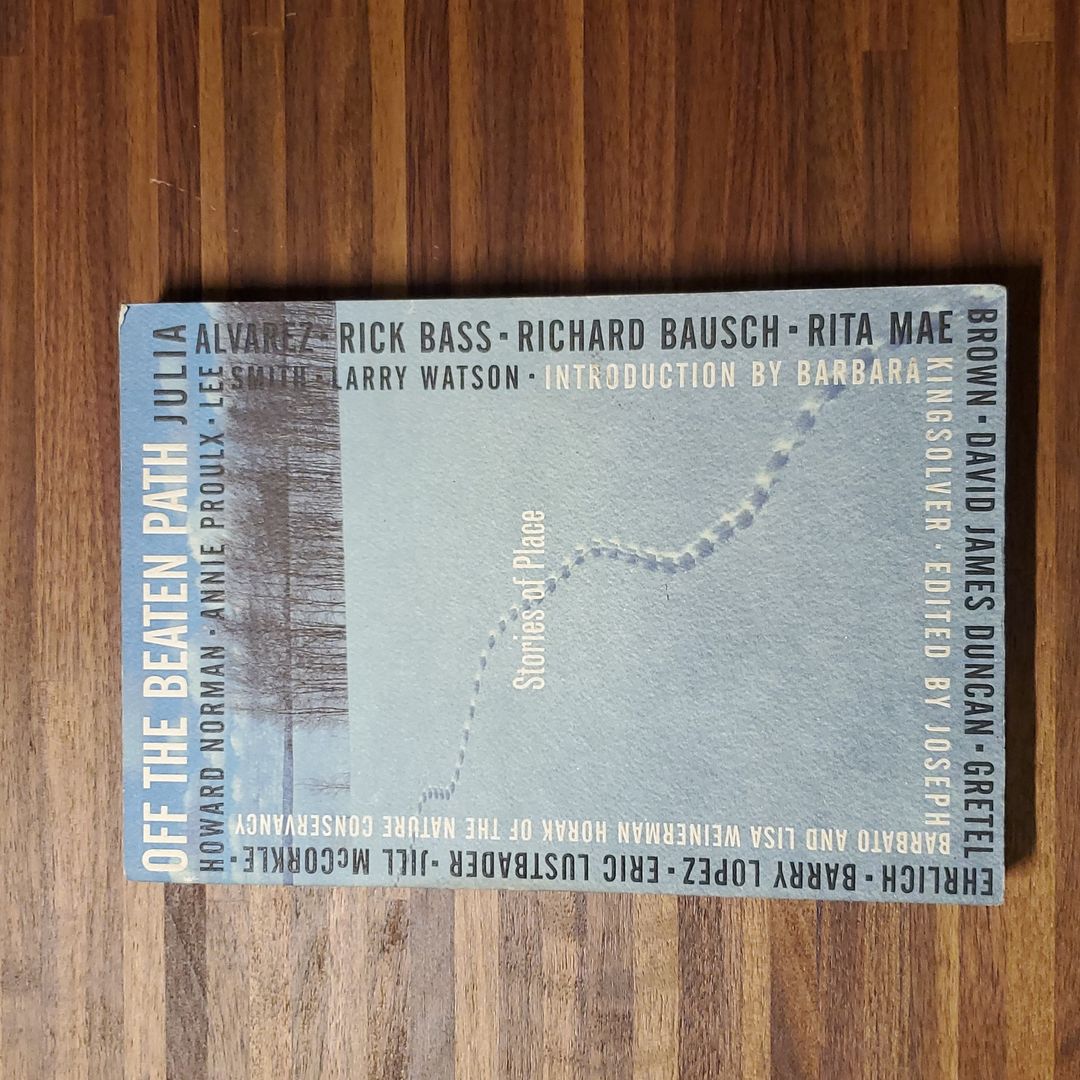 OFF THE BEATEN PATH JULIA
ALVAREZ · RICK BASS · RICHARD BAUSCH · RITA MAE
BROWN · DAVID JAMES DUNCAN · GRETEL
EHRLICH · BARRY LOPEZ · ERIC LUSTBADER · JILL McCORKLE ·
HOWARD NORMAN · ANNIE PROULX · LEE
SMITH · LARRY WATSON · INTRODUCTION BY BARBARA
KINGSOLVER · EDITED BY JOSEPH
BARBATO AND LISA WEINERMAN HORAK OF THE NATURE CONSERVANCY
Stories of Place